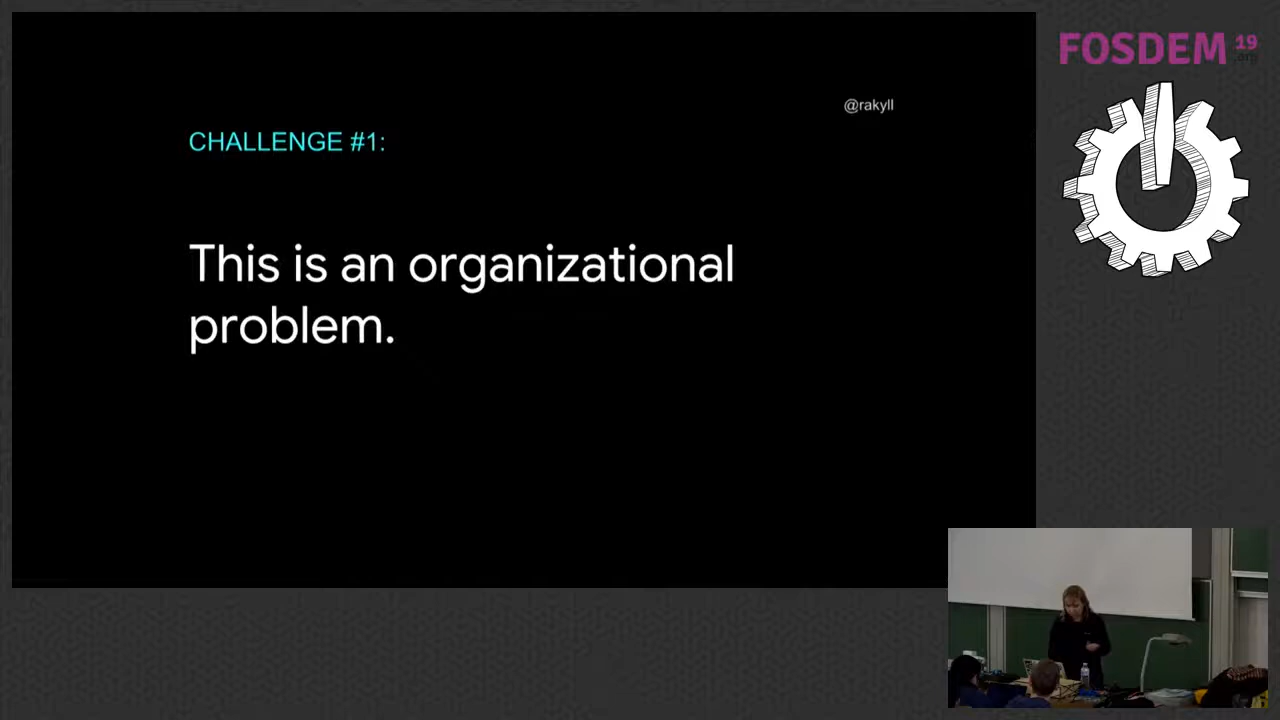 FOSDEM 19
.org
@rakyll
CHALLENGE #1:
This is an organizational
problem.